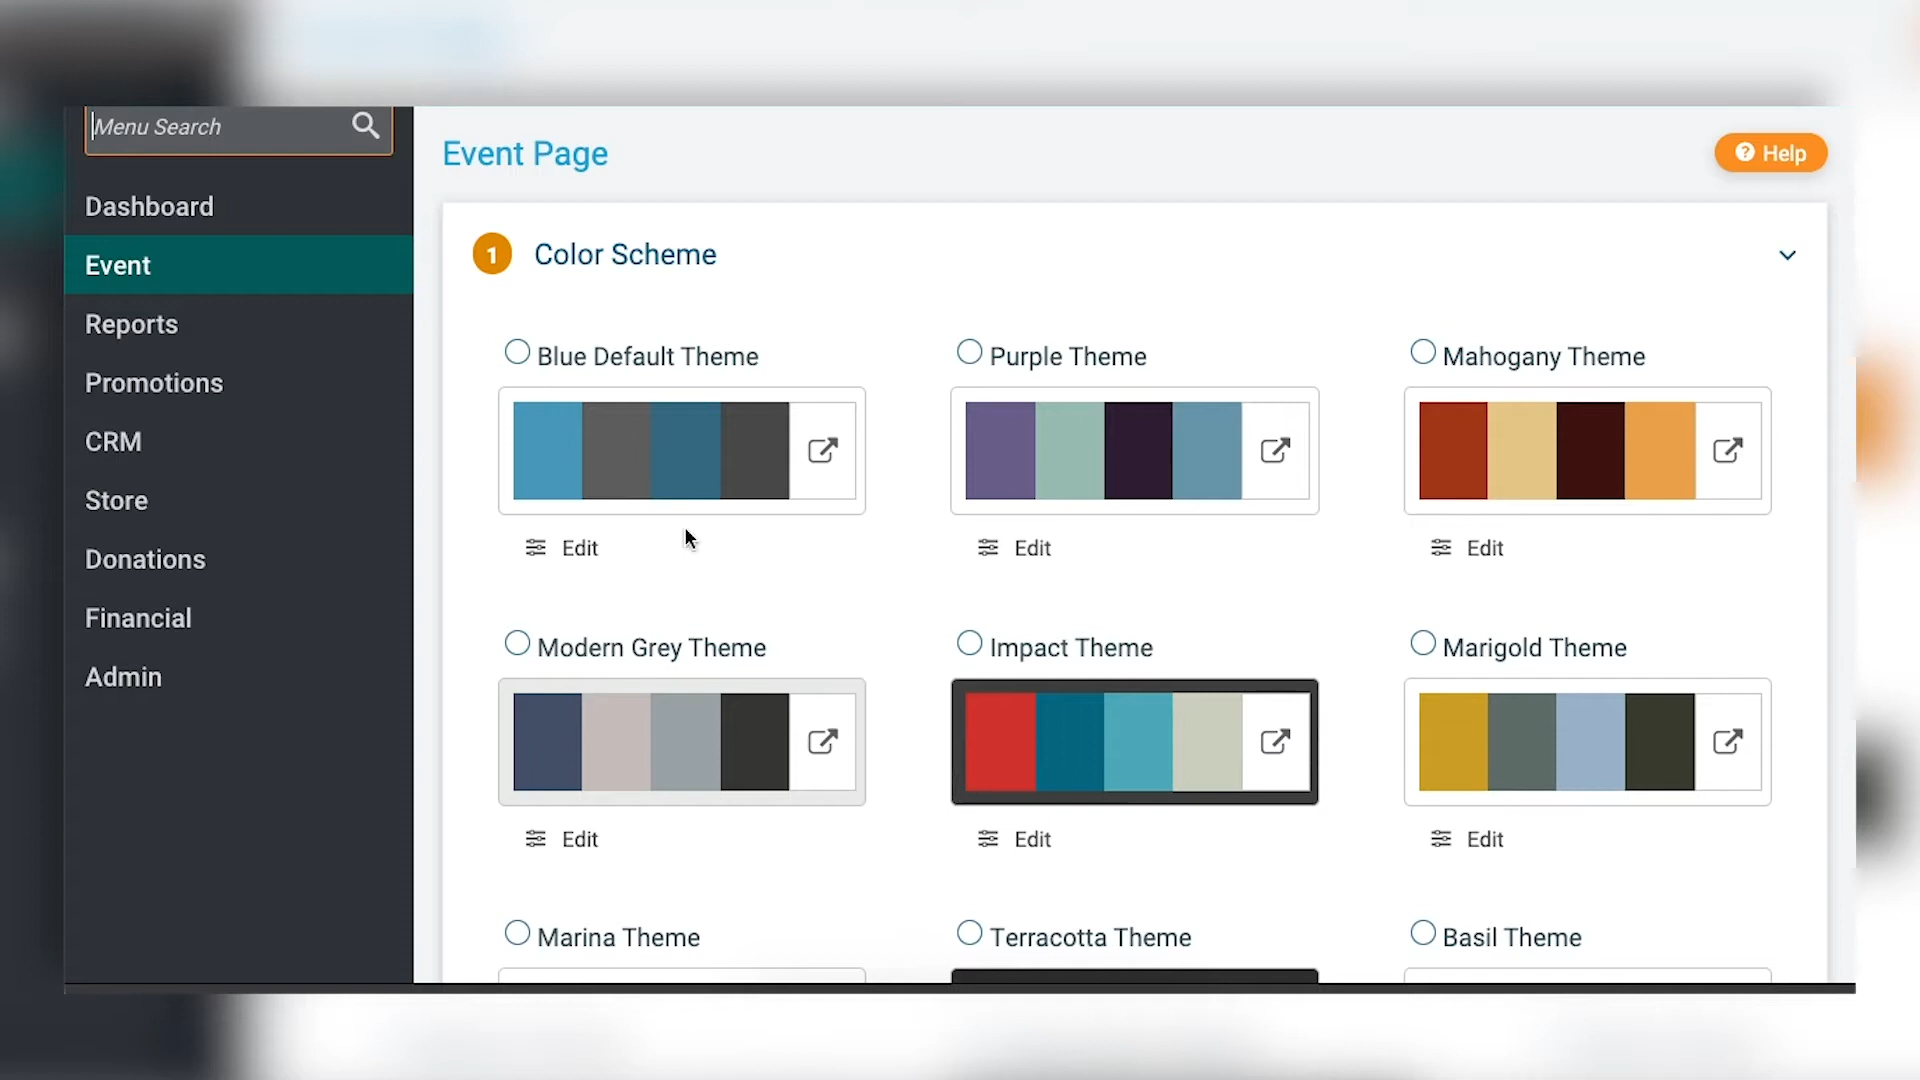 Menu Search
Event Page
? Help
Dashboard
Event
Reports
Promotions
CRM
Store
Donations
Financial
Admin
1 Color Scheme
Blue Default Theme
Purple Theme
Mahogany Theme
Edit
Edit
Edit
Modern Grey Theme
Impact Theme
Marigold Theme
Edit
Edit
Edit
Marina Theme
Terracotta Theme
Basil Theme